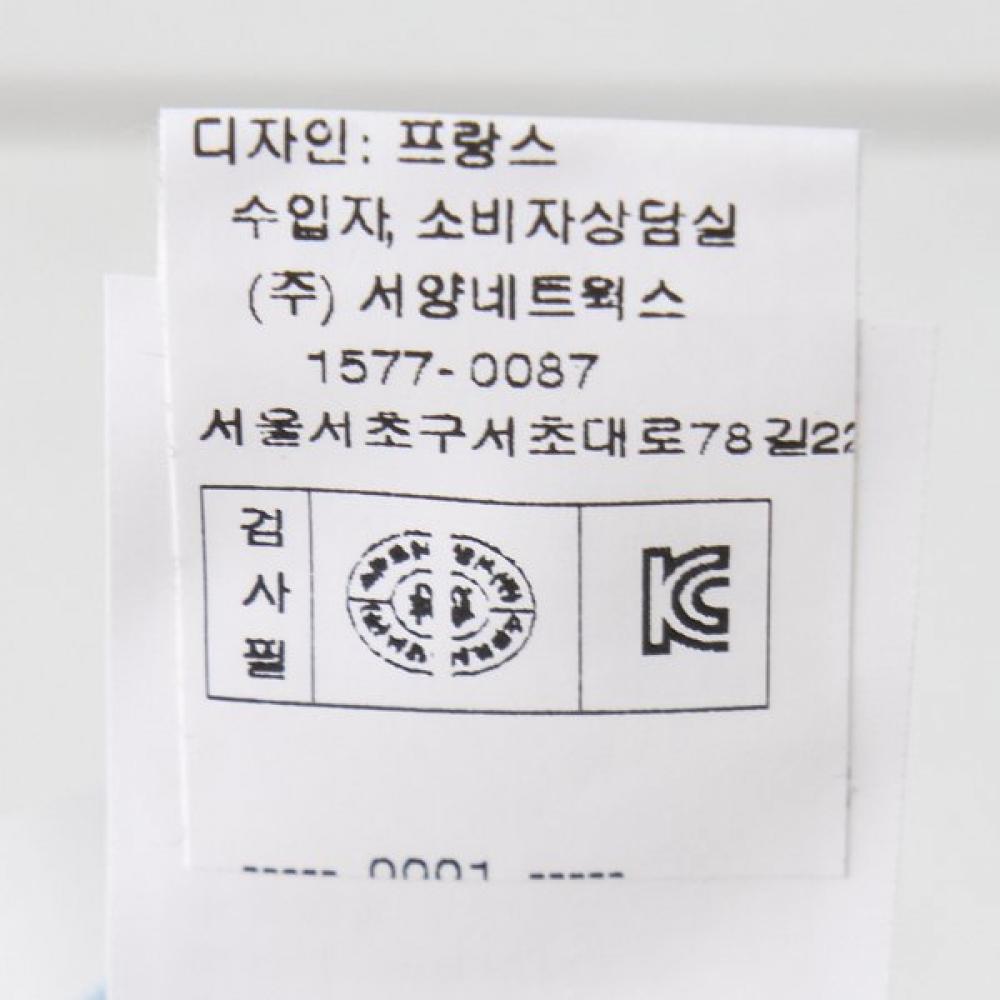 디자인: 프랑스
수입자, 소비자상담실
(주) 서양네트웍스
1577-0087
서울서초구서초대로78길22
검
사
필
KC
----- 0001 -----